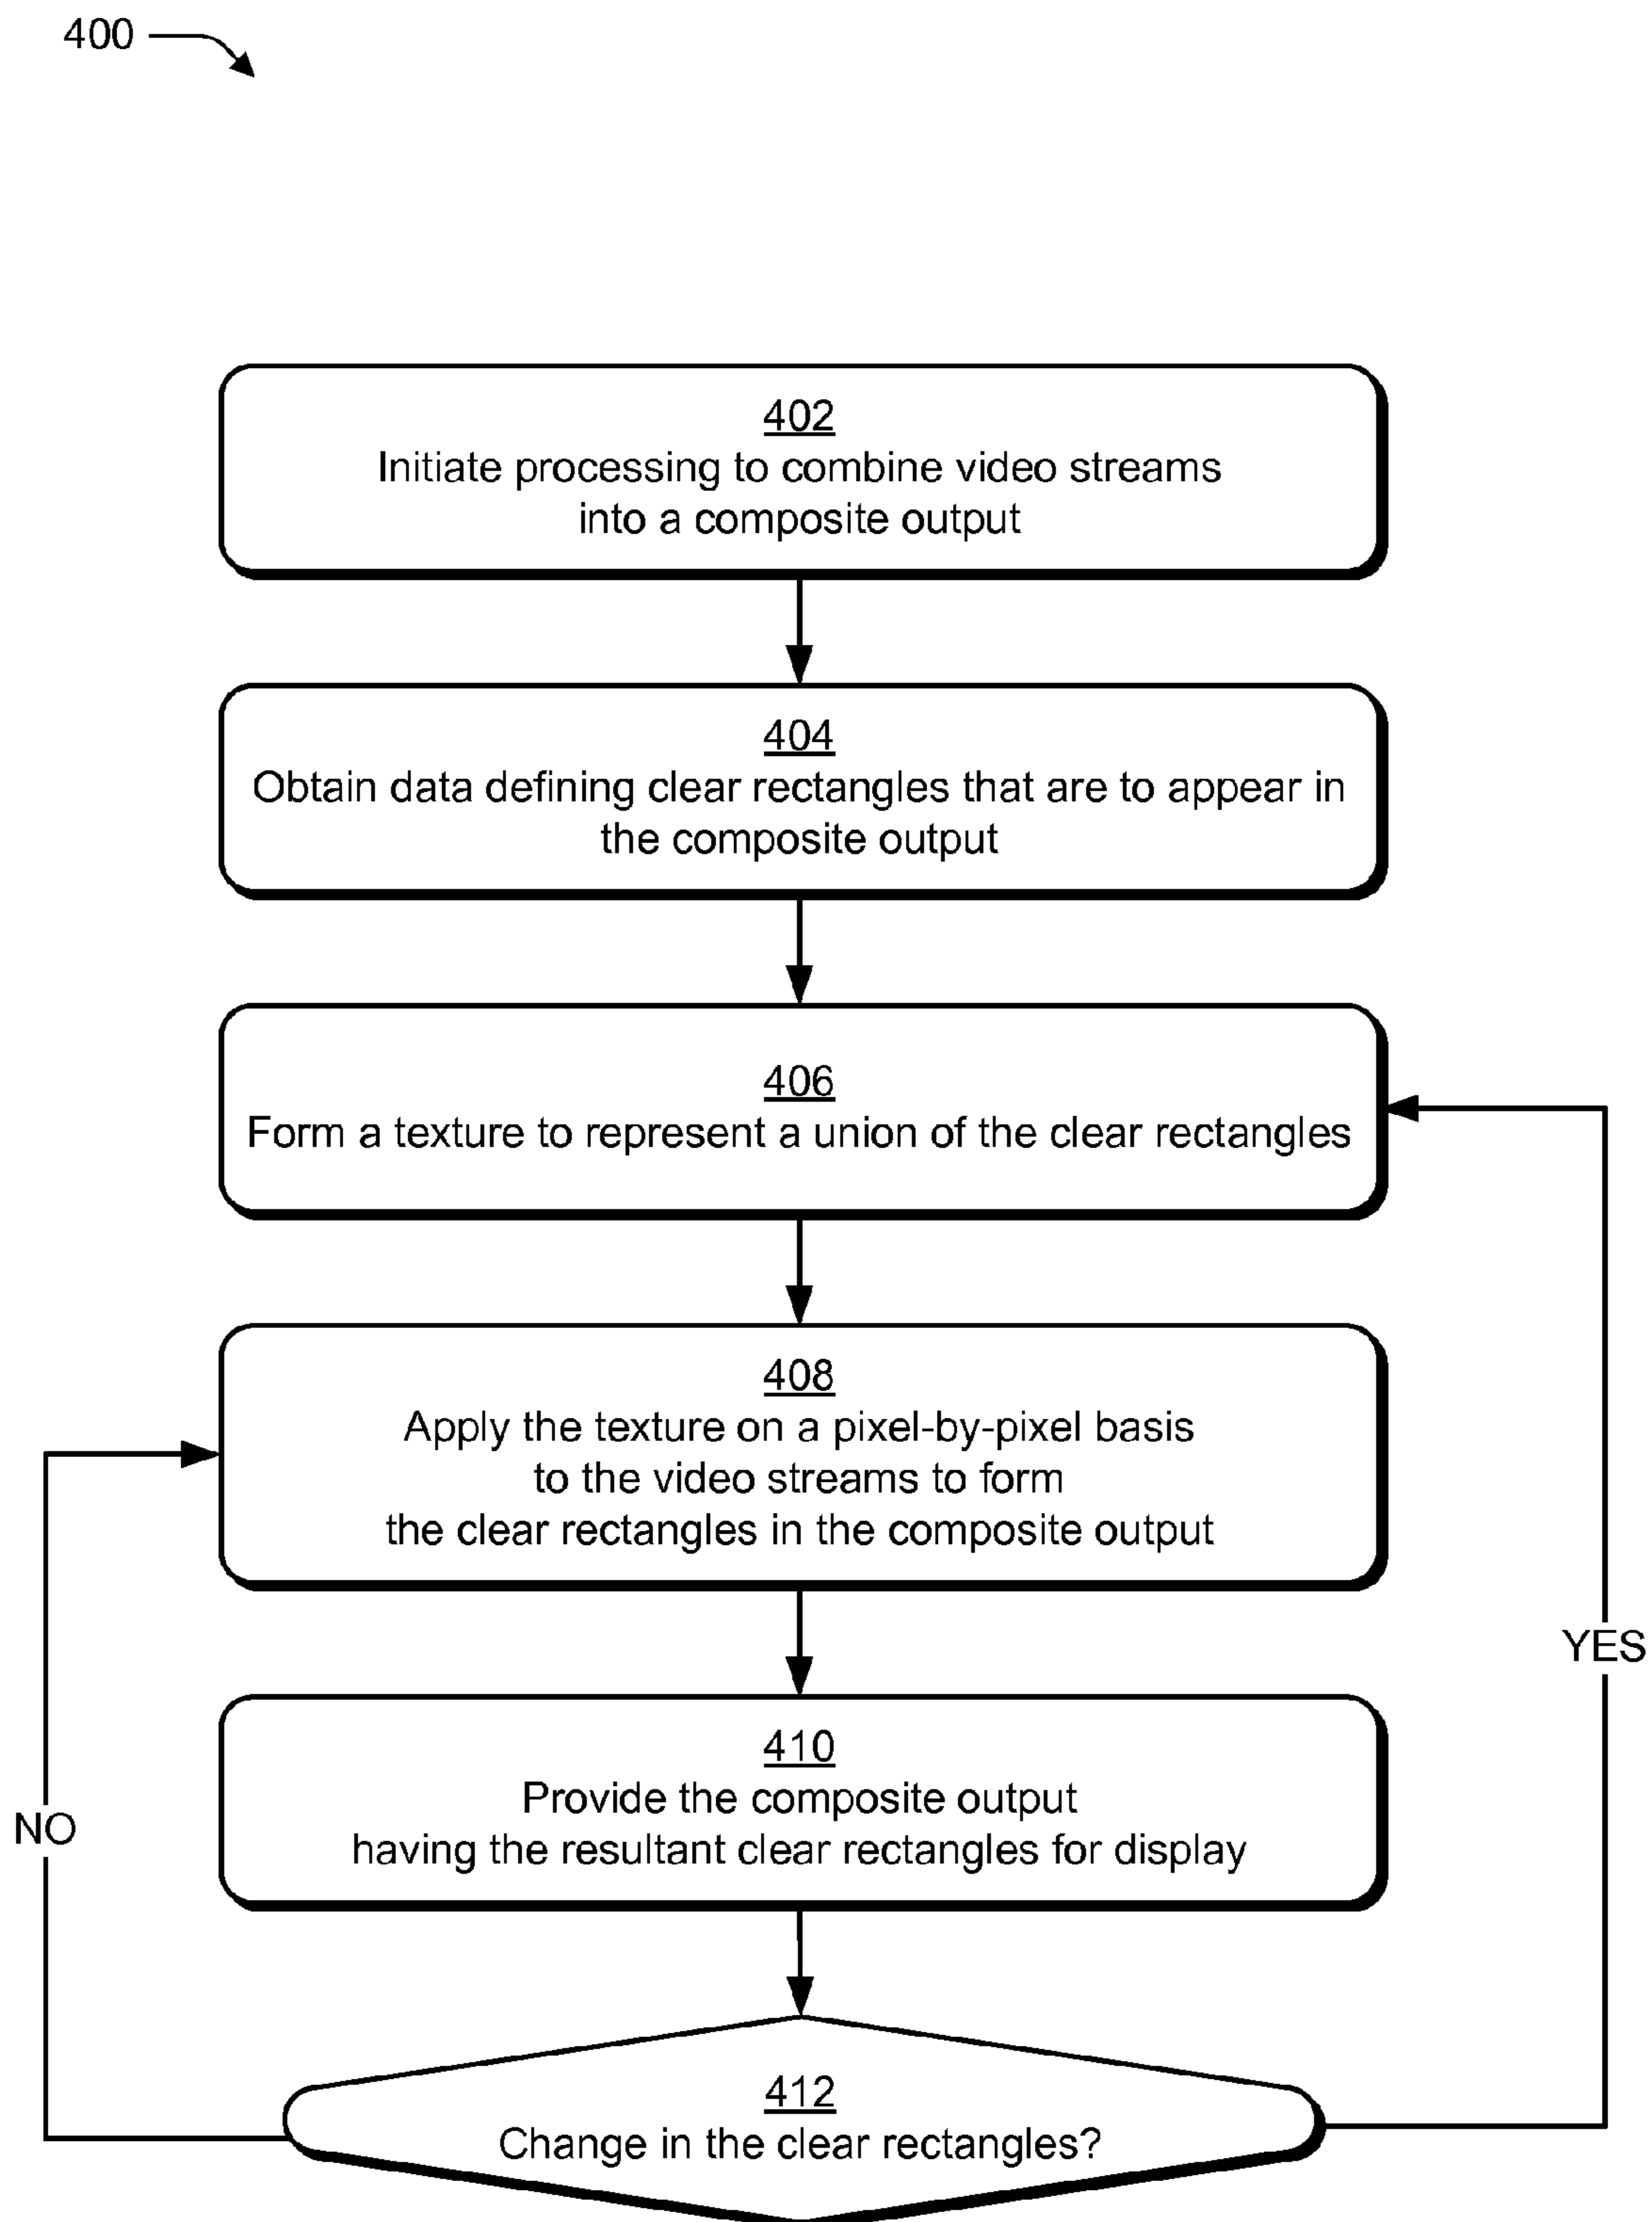 400
402
Initiate processing to combine video streams
into a composite output
404
Obtain data defining clear rectangles that are to appear in
the composite output
406
Form a texture to represent a union of the clear rectangles
408
Apply the texture on a pixel-by-pixel basis
to the video streams to form
the clear rectangles in the composite output
YES
410
Provide the composite output
having the resultant clear rectangles for display
NO
412
Change in the clear rectangles?